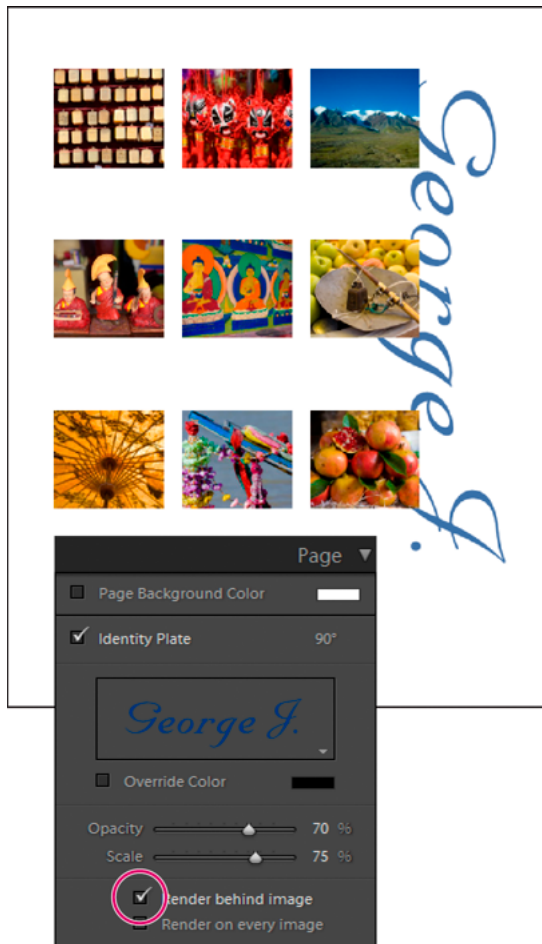 George J.
Page
Page Background Color
Identity Plate 90°
George J.
Override Color
Opacity 70 %
Scale 75 %
Render behind image
Render on every image